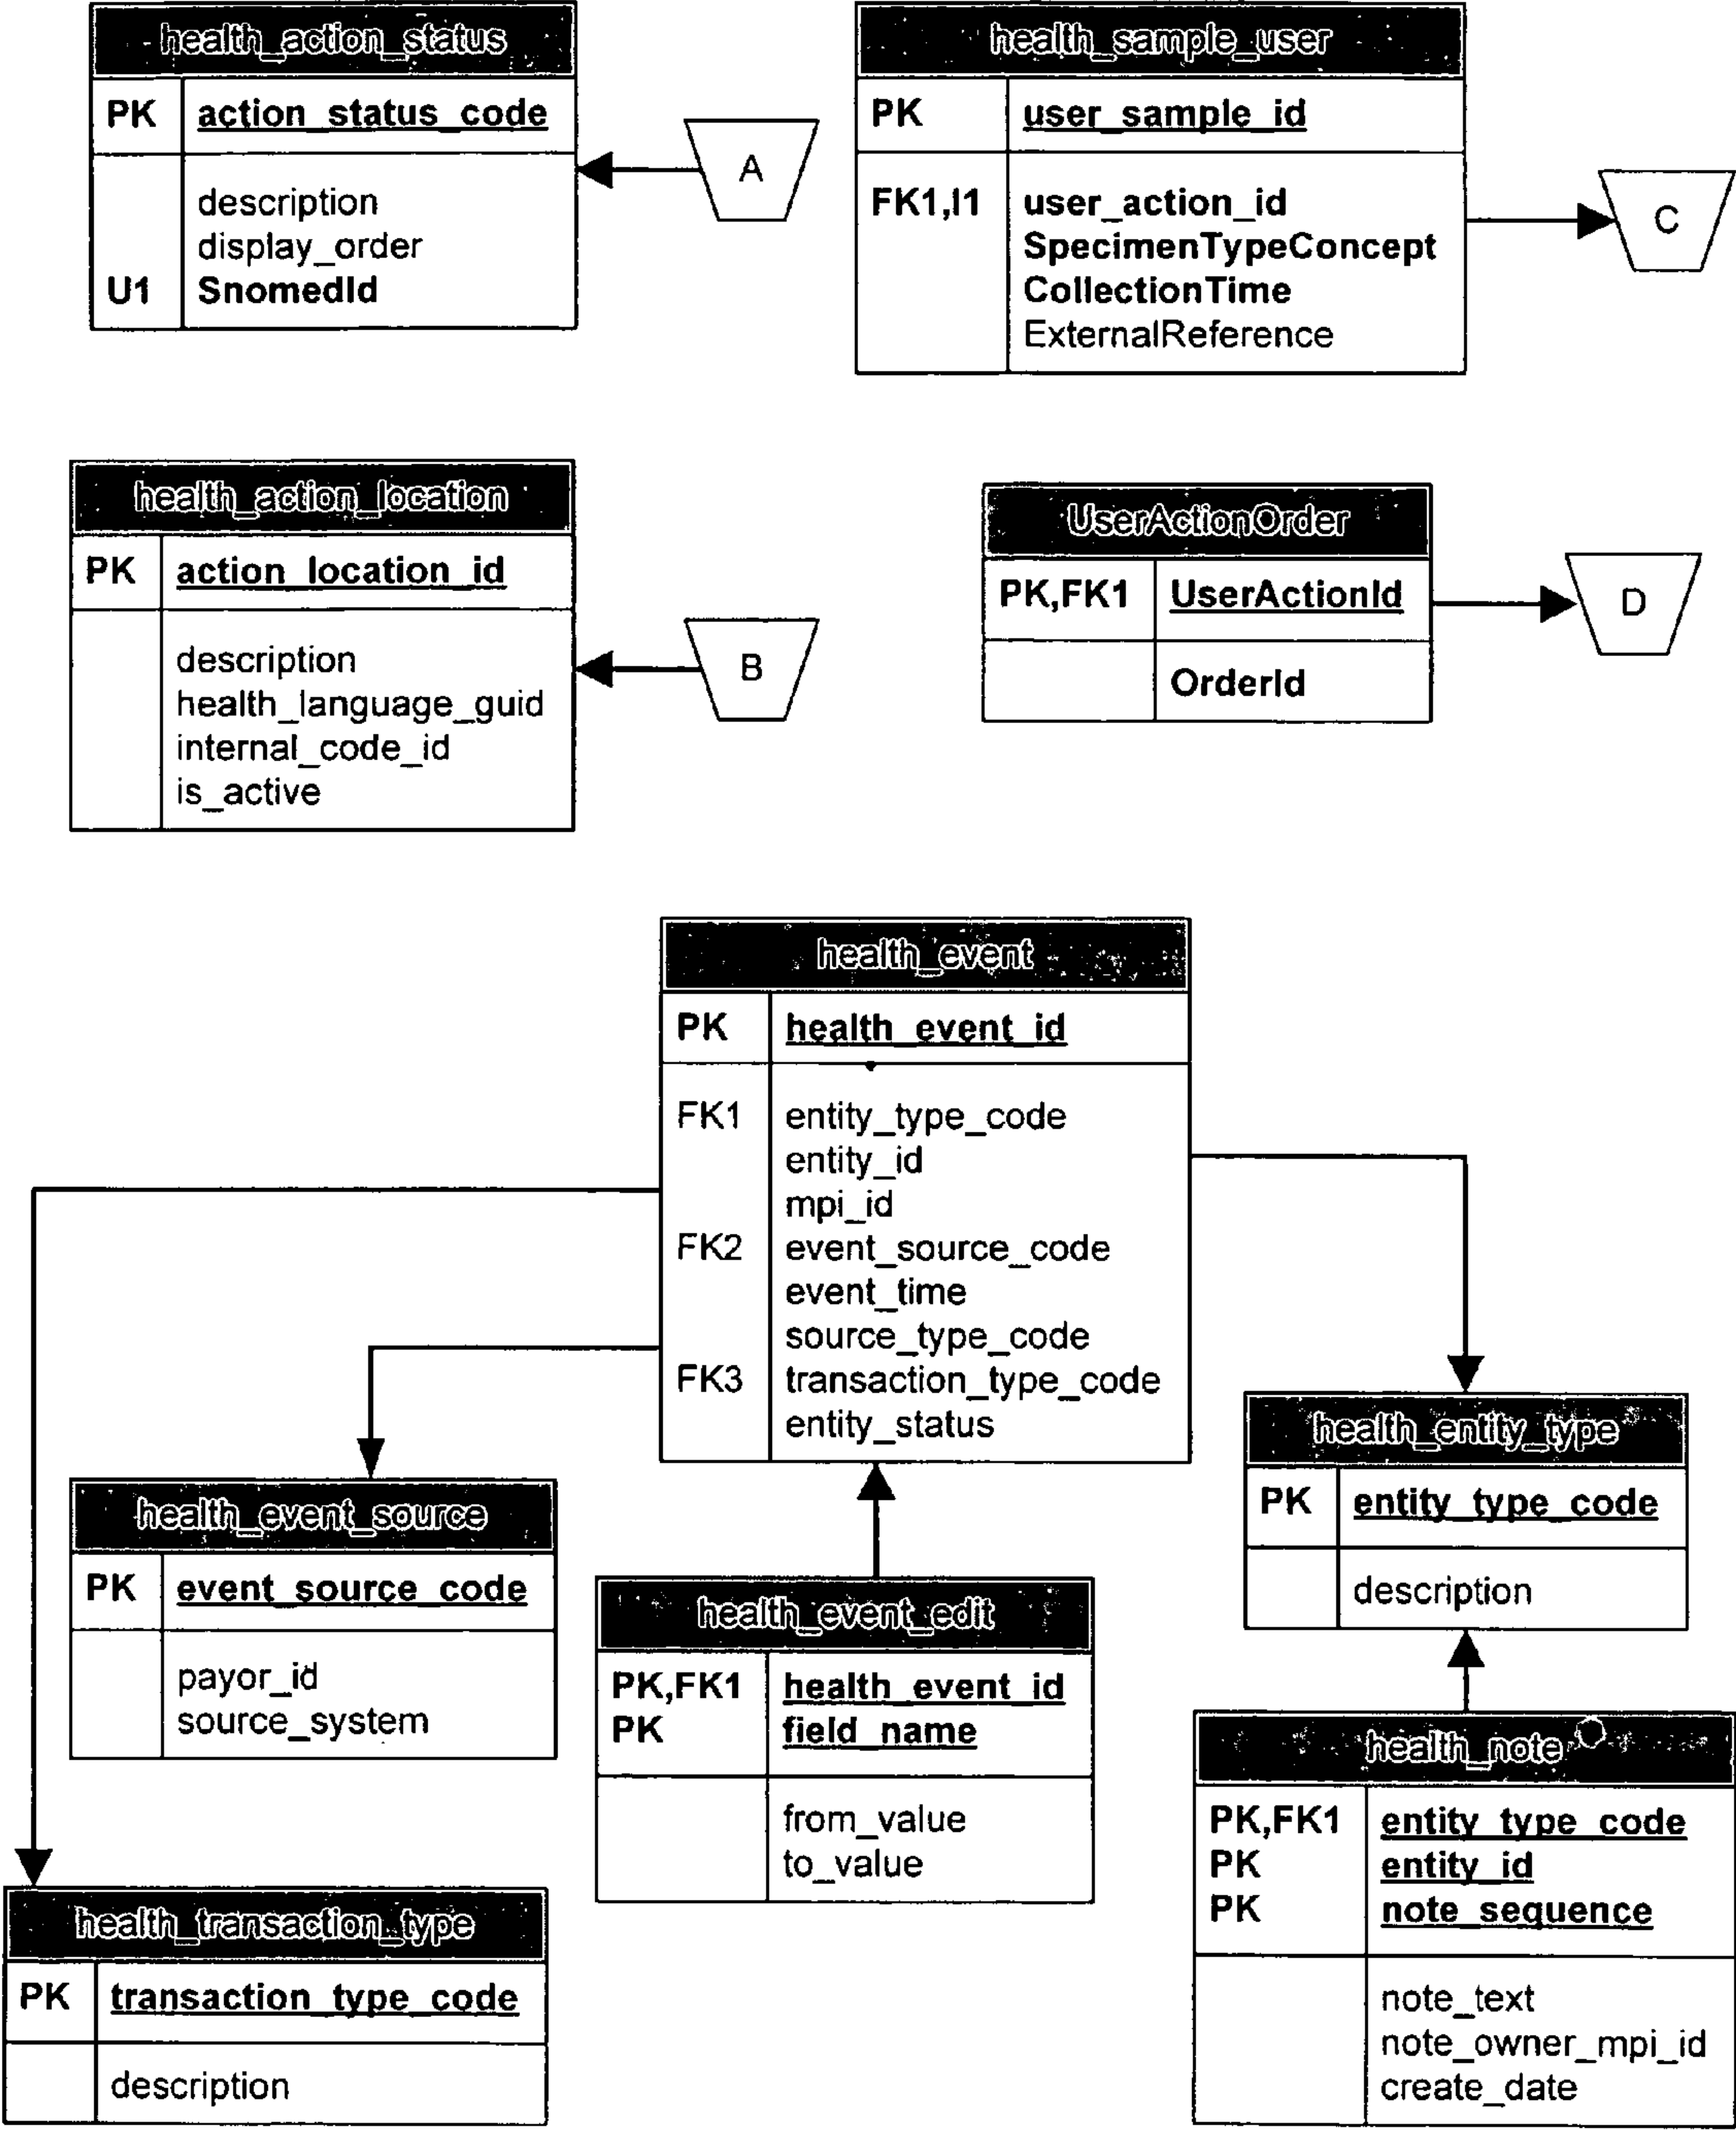 health_action_status
PK action_status_code
description
display_order
U1 SnomedId
A
health_sample_user
PK user_sample_id
FK1,I1 user_action_id
SpecimenTypeConcept
CollectionTime
ExternalReference
C
health_action_location
PK action_location_id
description
health_language_guid
internal_code_id
is_active
B
UserActionOrder
PK,FK1 UserActionId
OrderId
D
health_event
PK health_event_id
FK1 entity_type_code
entity_id
mpi_id
FK2 event_source_code
event_time
source_type_code
FK3 transaction_type_code
entity_status
health_event_source
PK event_source_code
payor_id
source_system
health_event_edit
PK,FK1 health_event_id
PK field_name
from_value
to_value
health_entity_type
PK entity_type_code
description
health_note
PK,FK1 entity_type_code
PK entity_id
PK note_sequence
note_text
note_owner_mpi_id
create_date
health_transaction_type
PK transaction_type_code
description